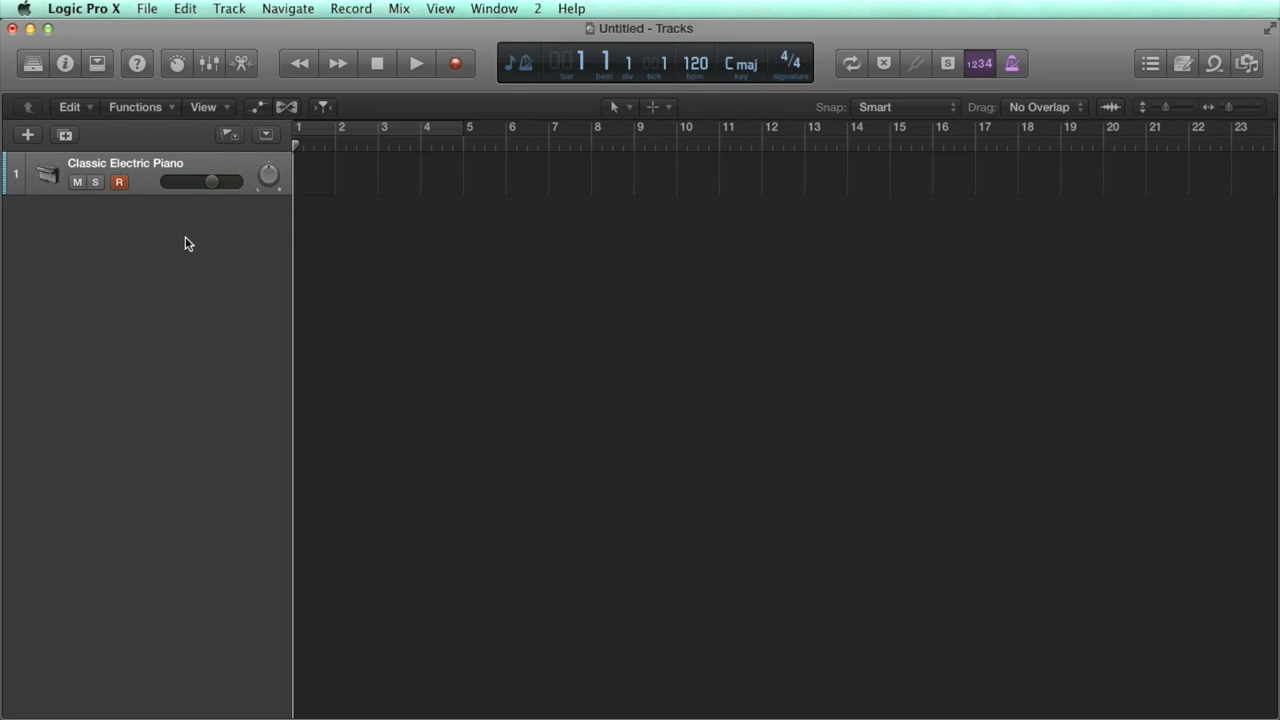 Logic Pro X File Edit Track Navigate Record Mix View Window 2 Help
Untitled - Tracks
1 1 1 1 120 C maj 4/4
bar beat div tick bpm key signature
S 1234
Edit Functions View Snap: Smart Drag: No Overlap
1 2 3 4 5 6 7 8 9 10 11 12 13 14 15 16 17 18 19 20 21 22 23
1 Classic Electric Piano
M S R
L R